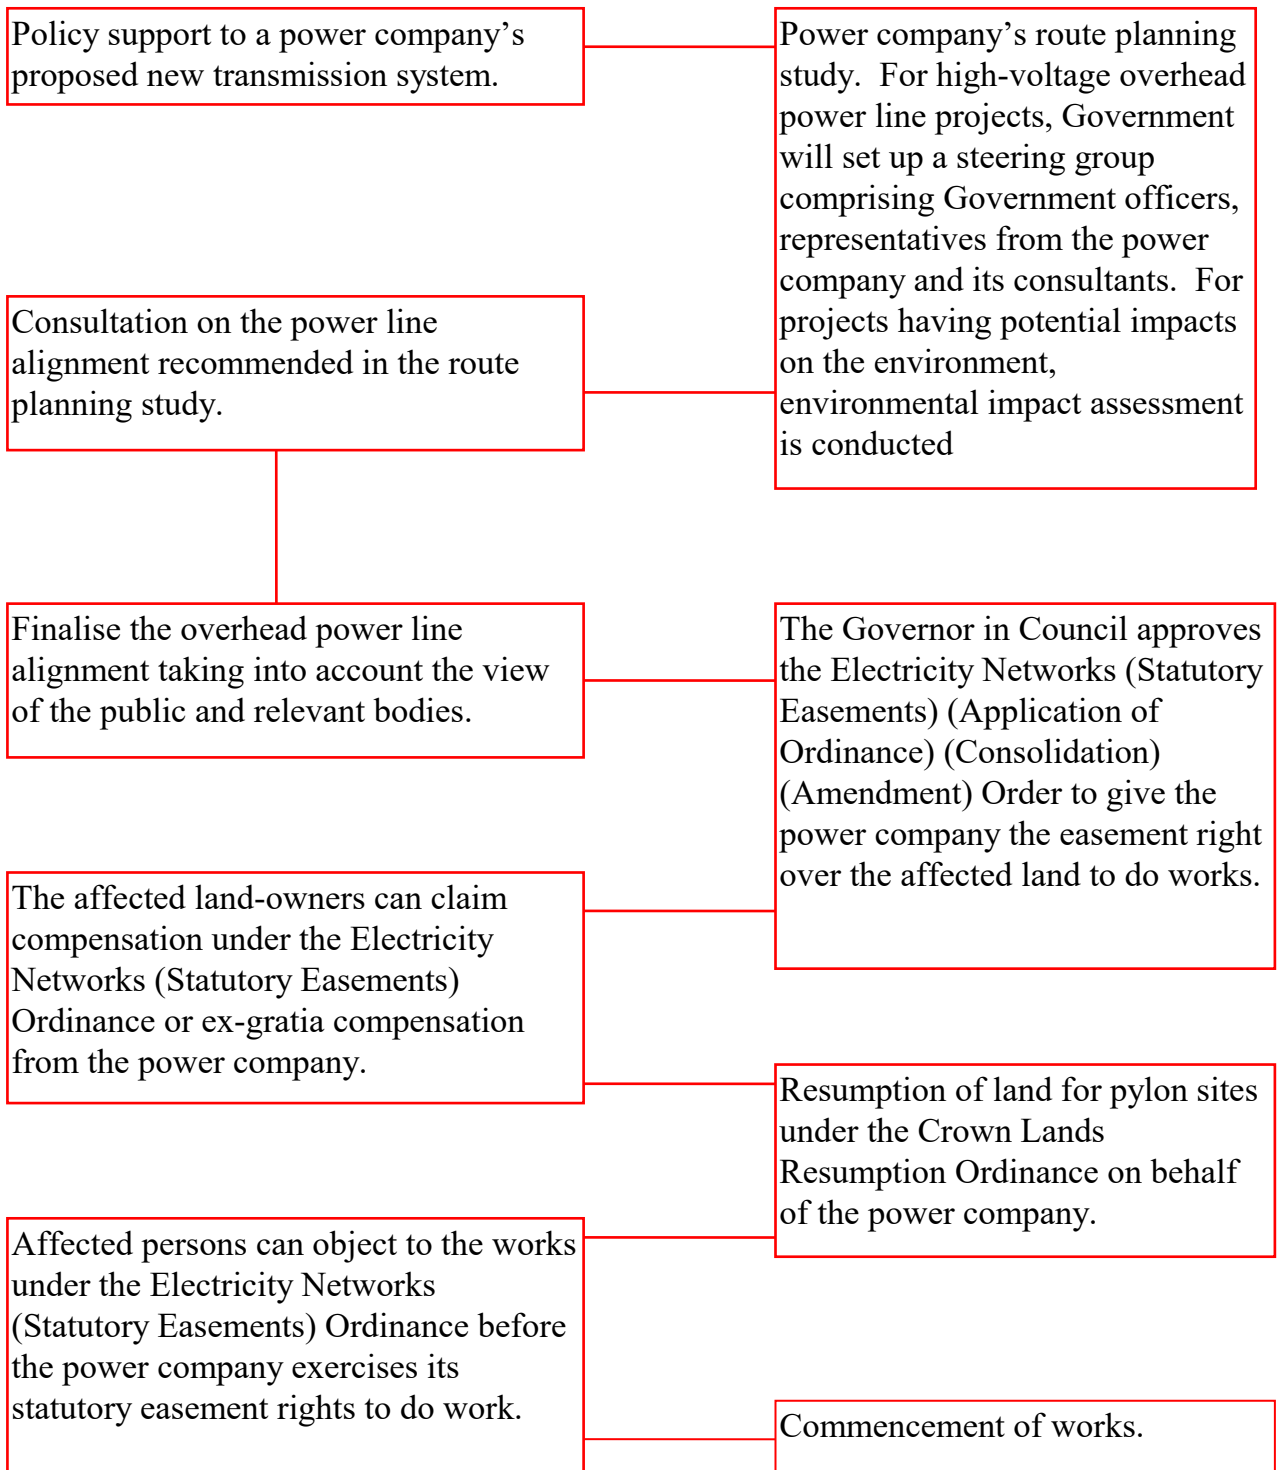 Policy support to a power company’s
proposed new transmission system.
Power company’s route planning
study.  For high-voltage overhead
power line projects, Government
will set up a steering group
comprising Government officers,
representatives from the power
company and its consultants.  For
projects having potential impacts
on the environment,
environmental impact assessment
is conducted
Consultation on the power line
alignment recommended in the route
planning study.
Finalise the overhead power line
alignment taking into account the view
of the public and relevant bodies.
The Governor in Council approves
the Electricity Networks (Statutory
Easements) (Application of
Ordinance) (Consolidation)
(Amendment) Order to give the
power company the easement right
over the affected land to do works.
The affected land-owners can claim
compensation under the Electricity
Networks (Statutory Easements)
Ordinance or ex-gratia compensation
from the power company.
Resumption of land for pylon sites
under the Crown Lands
Resumption Ordinance on behalf
of the power company.
Affected persons can object to the works
under the Electricity Networks
(Statutory Easements) Ordinance before
the power company exercises its
statutory easement rights to do work.
Commencement of works.